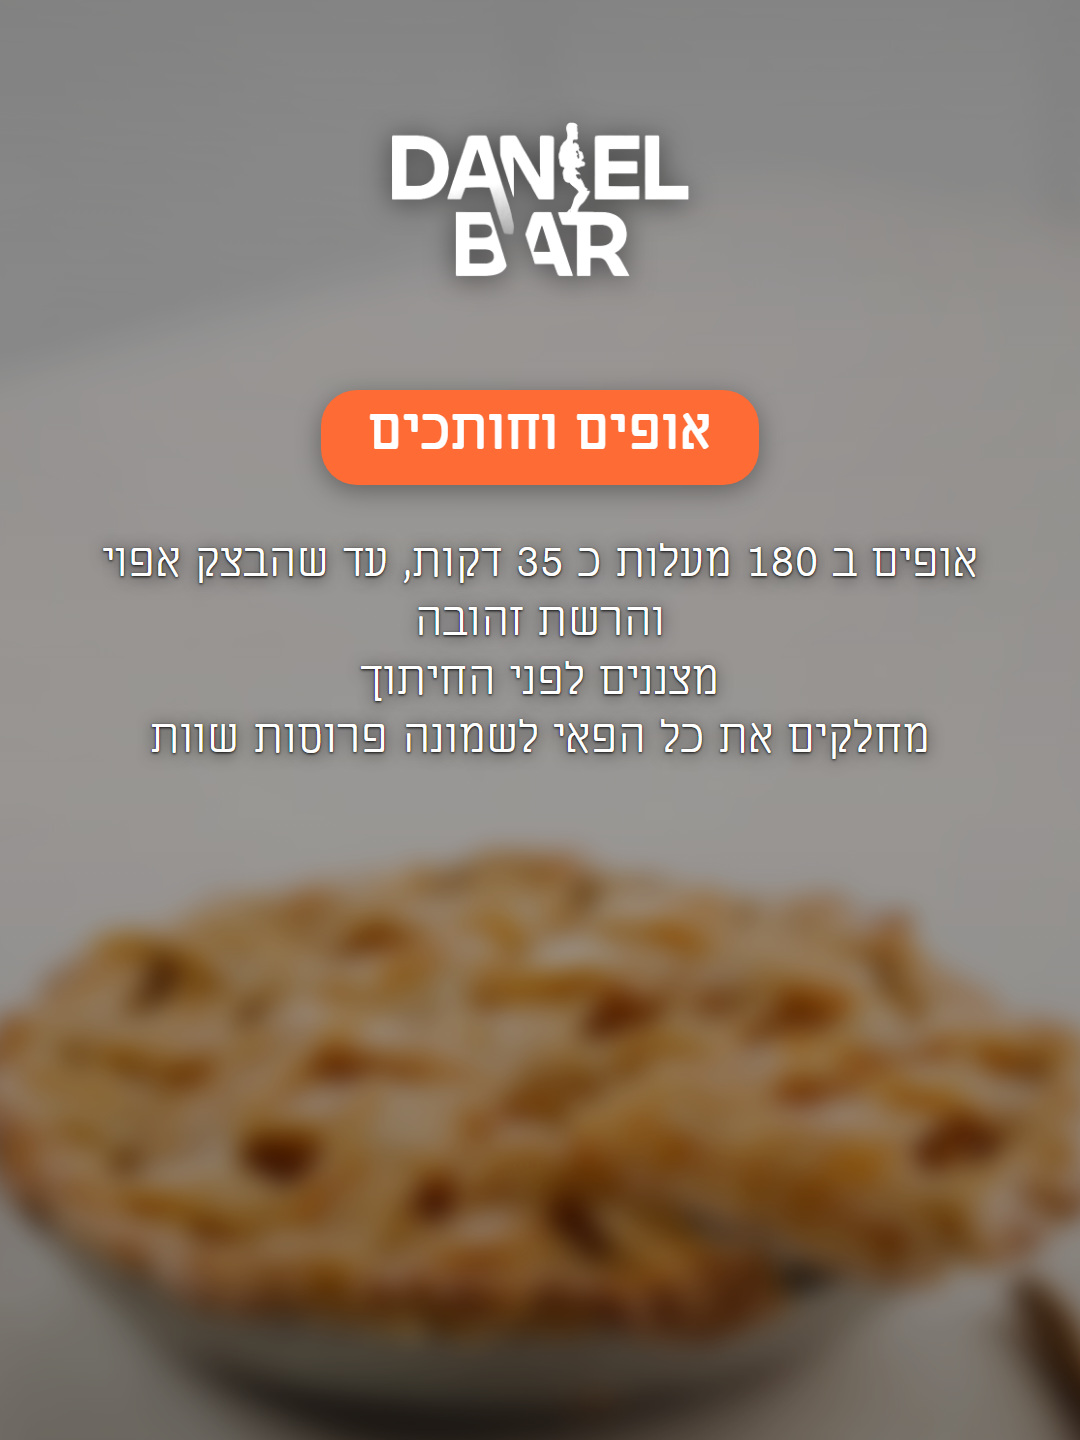 DANIEL
BAR
אופים וחותכים
אופים ב 180 מעלות כ 35 דקות, עד שהבצק אפוי
והרשת זהובה
מצננים לפני החיתוך
מחלקים את כל הפאי לשמונה פרוסות שוות